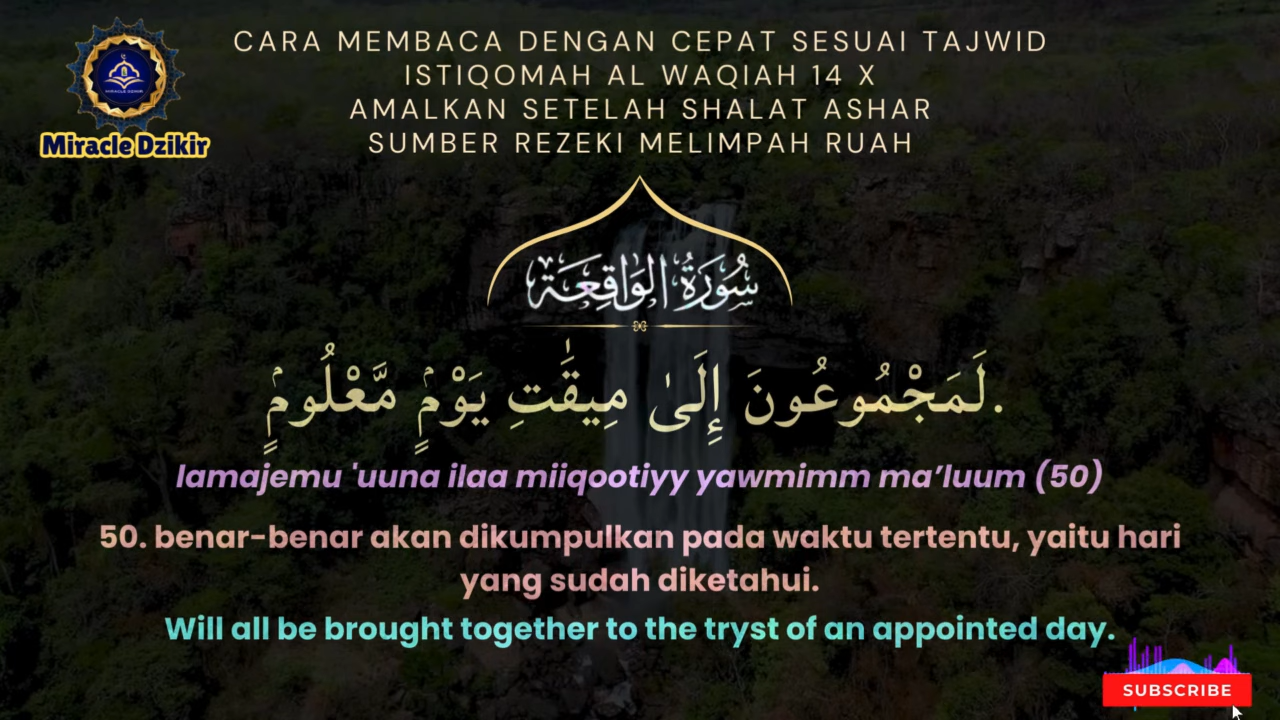 CARA MEMBACA DENGAN CEPAT SESUAI TAJWID
ISTIQOMAH AL WAQIAH 14 X
AMALKAN SETELAH SHALAT ASHAR
SUMBER REZEKI MELIMPAH RUAH
MIRACLE DZIKIR
Miracle Dzikir
سُورَةُ الوَاقِعَة
لَمَجْمُوعُونَ إِلَىٰ مِيقَٰتِ يَوْمٍۢ مَّعْلُومٍۢ.
lamajemu 'uuna ilaa miiqootiyy yawmimm ma’luum (50)
50. benar-benar akan dikumpulkan pada waktu tertentu, yaitu hari
yang sudah diketahui.
Will all be brought together to the tryst of an appointed day.
SUBSCRIBE